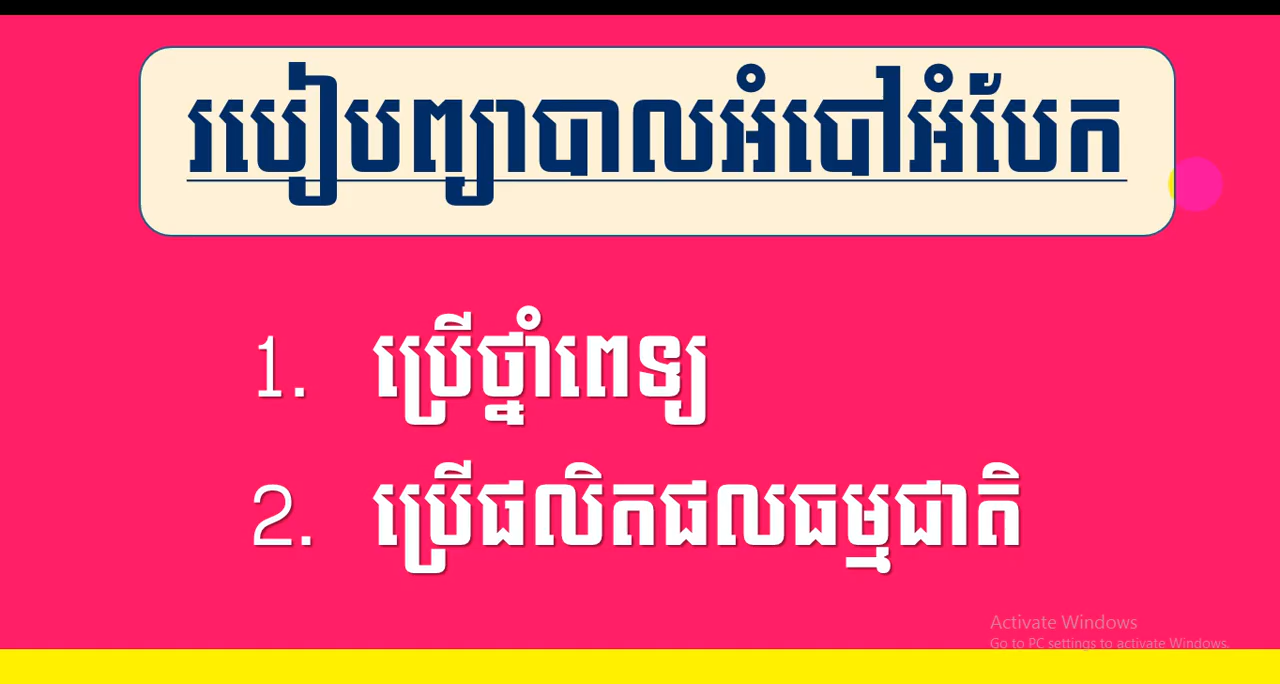 របៀបព្យាបាលអំបៅអំបែក
1. ប្រើថ្នាំពេទ្យ
2. ប្រើផលិតផលធម្មជាតិ
Activate Windows
Go to PC settings to activate Windows.